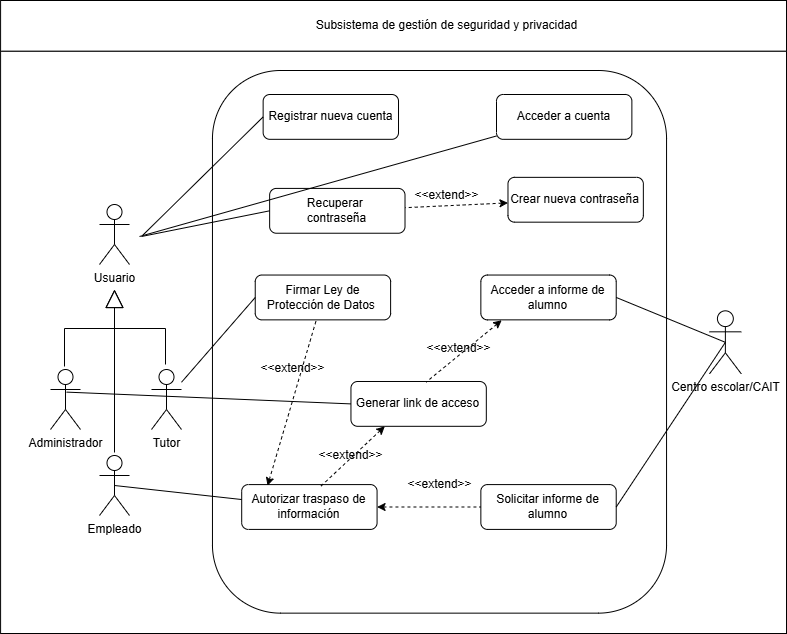 Subsistema de gestión de seguridad y privacidad
Registrar nueva cuenta
Acceder a cuenta
Recuperar
contraseña
<<extend>>
Crear nueva contraseña
Usuario
Firmar Ley de
Protección de Datos
Acceder a informe de
alumno
<<extend>>
<<extend>>
Centro escolar/CAIT
Generar link de acceso
Administrador
Tutor
<<extend>>
<<extend>>
Autorizar traspaso de
información
Solicitar informe de
alumno
Empleado